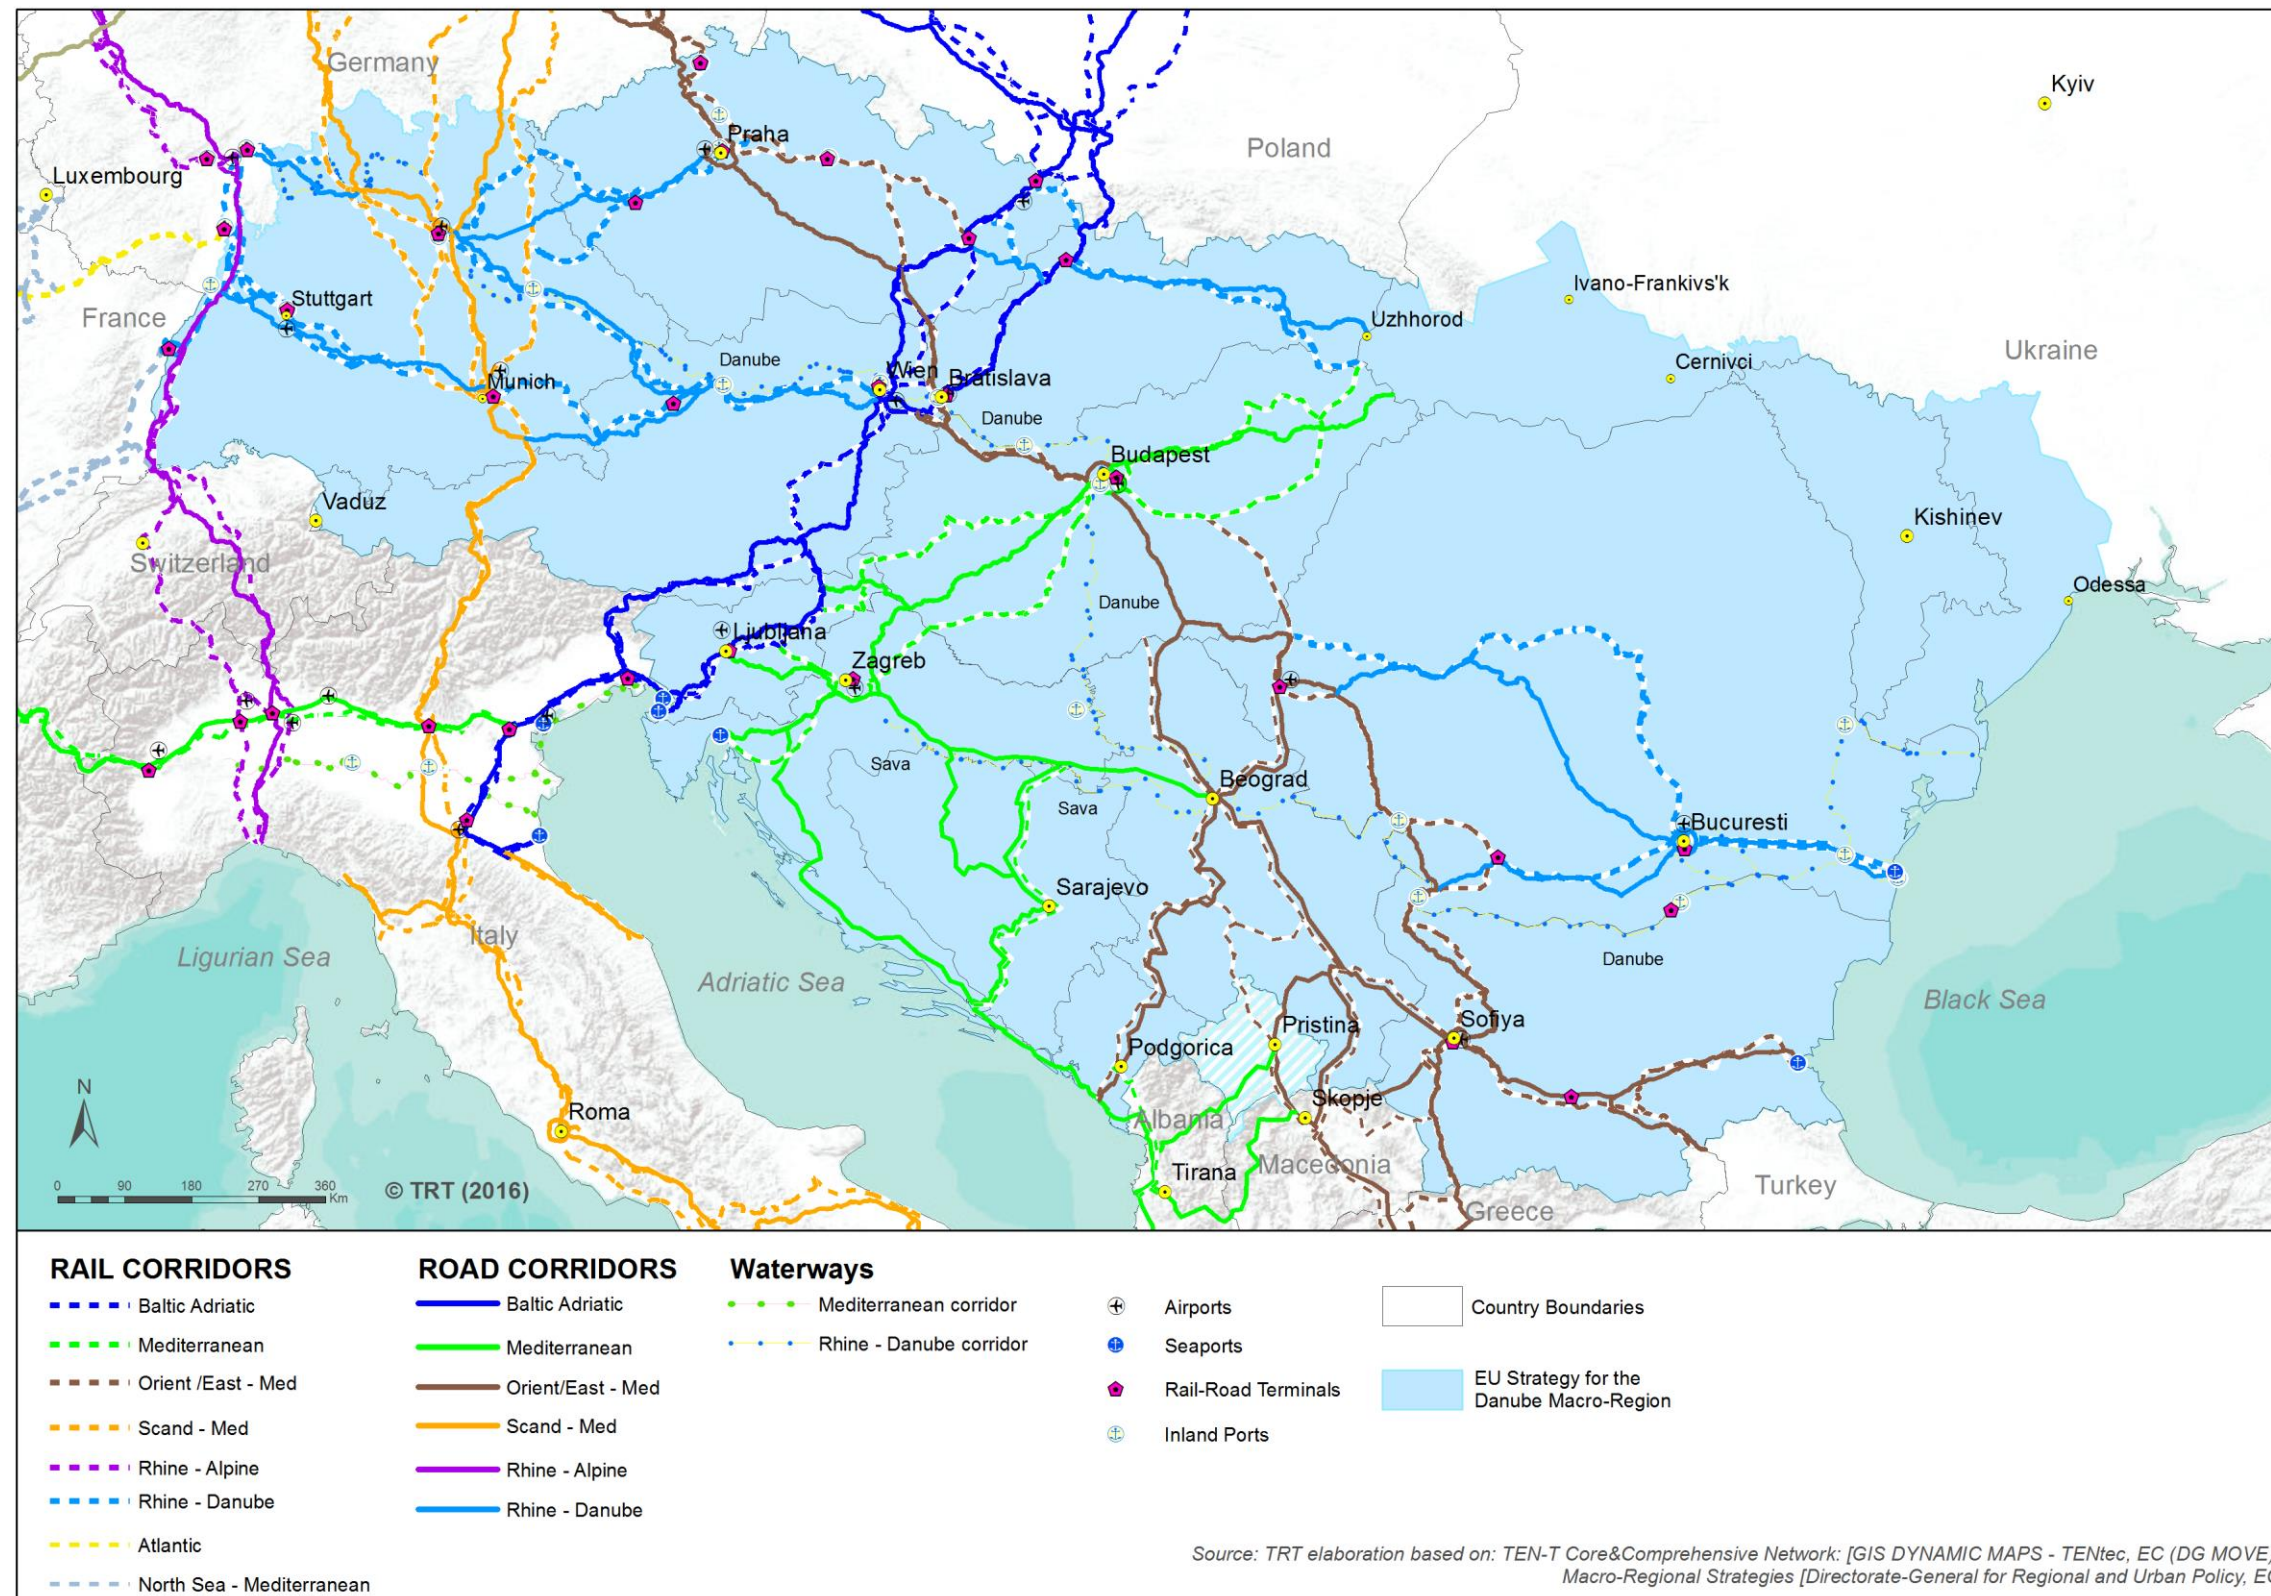 Germany
Kyiv
Praha
Poland
Luxembourg
Ivano-Frankivs'k
Stuttgart
France
Uzhhorod
Ukraine
Danube
Cernivci
Wien
Munich
Bratislava
Danube
Budapest
Vaduz
Kishinev
Switzerland
Odessa
Danube
Ljubljana
Zagreb
Sava
Beograd
Sava
Bucuresti
Sarajevo
Italy
Ligurian Sea
Danube
Adriatic Sea
Black Sea
Sofiya
Pristina
Podgorica
N
Skopje
Roma
Albania
Macedonia
Tirana
Turkey
0 90 180 270 360
Km
© TRT (2016)
Greece
RAIL CORRIDORS
Baltic Adriatic
Mediterranean
Orient /East - Med
Scand - Med
Rhine - Alpine
Rhine - Danube
Atlantic
North Sea - Mediterranean
ROAD CORRIDORS
Baltic Adriatic
Mediterranean
Orient/East - Med
Scand - Med
Rhine - Alpine
Rhine - Danube
Waterways
Mediterranean corridor
Rhine - Danube corridor
Airports
Seaports
Rail-Road Terminals
Inland Ports
Country Boundaries
EU Strategy for the
Danube Macro-Region
Source: TRT elaboration based on: TEN-T Core&Comprehensive Network: [GIS DYNAMIC MAPS - TENtec, EC (DG MOVE)
Macro-Regional Strategies [Directorate-General for Regional and Urban Policy, EC